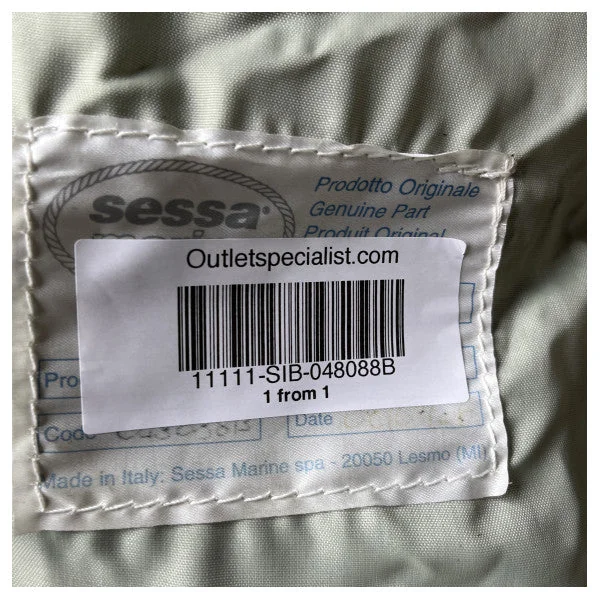 sessa
Prodotto Originale
Genuine Part
Produit Original
Outletspecialist.com
11111-SIB-048088B
1 from 1
Pro
Code
Date
Made in Italy: Sessa Marine spa - 20050 Lesmo (MI)